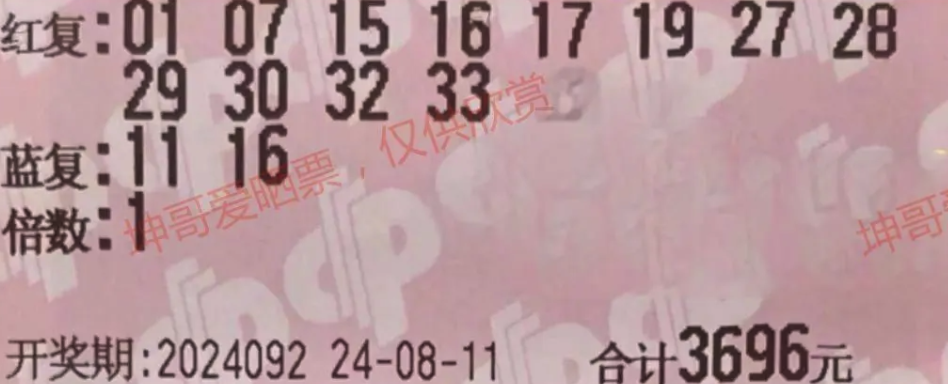 红复:01 07 15 16 17 19 27 28
29 30 32 33
蓝复:11 16
倍数:1
坤哥爱晒票，仅供欣赏
坤哥爱
开奖期:2024092 24-08-11 合计3696元